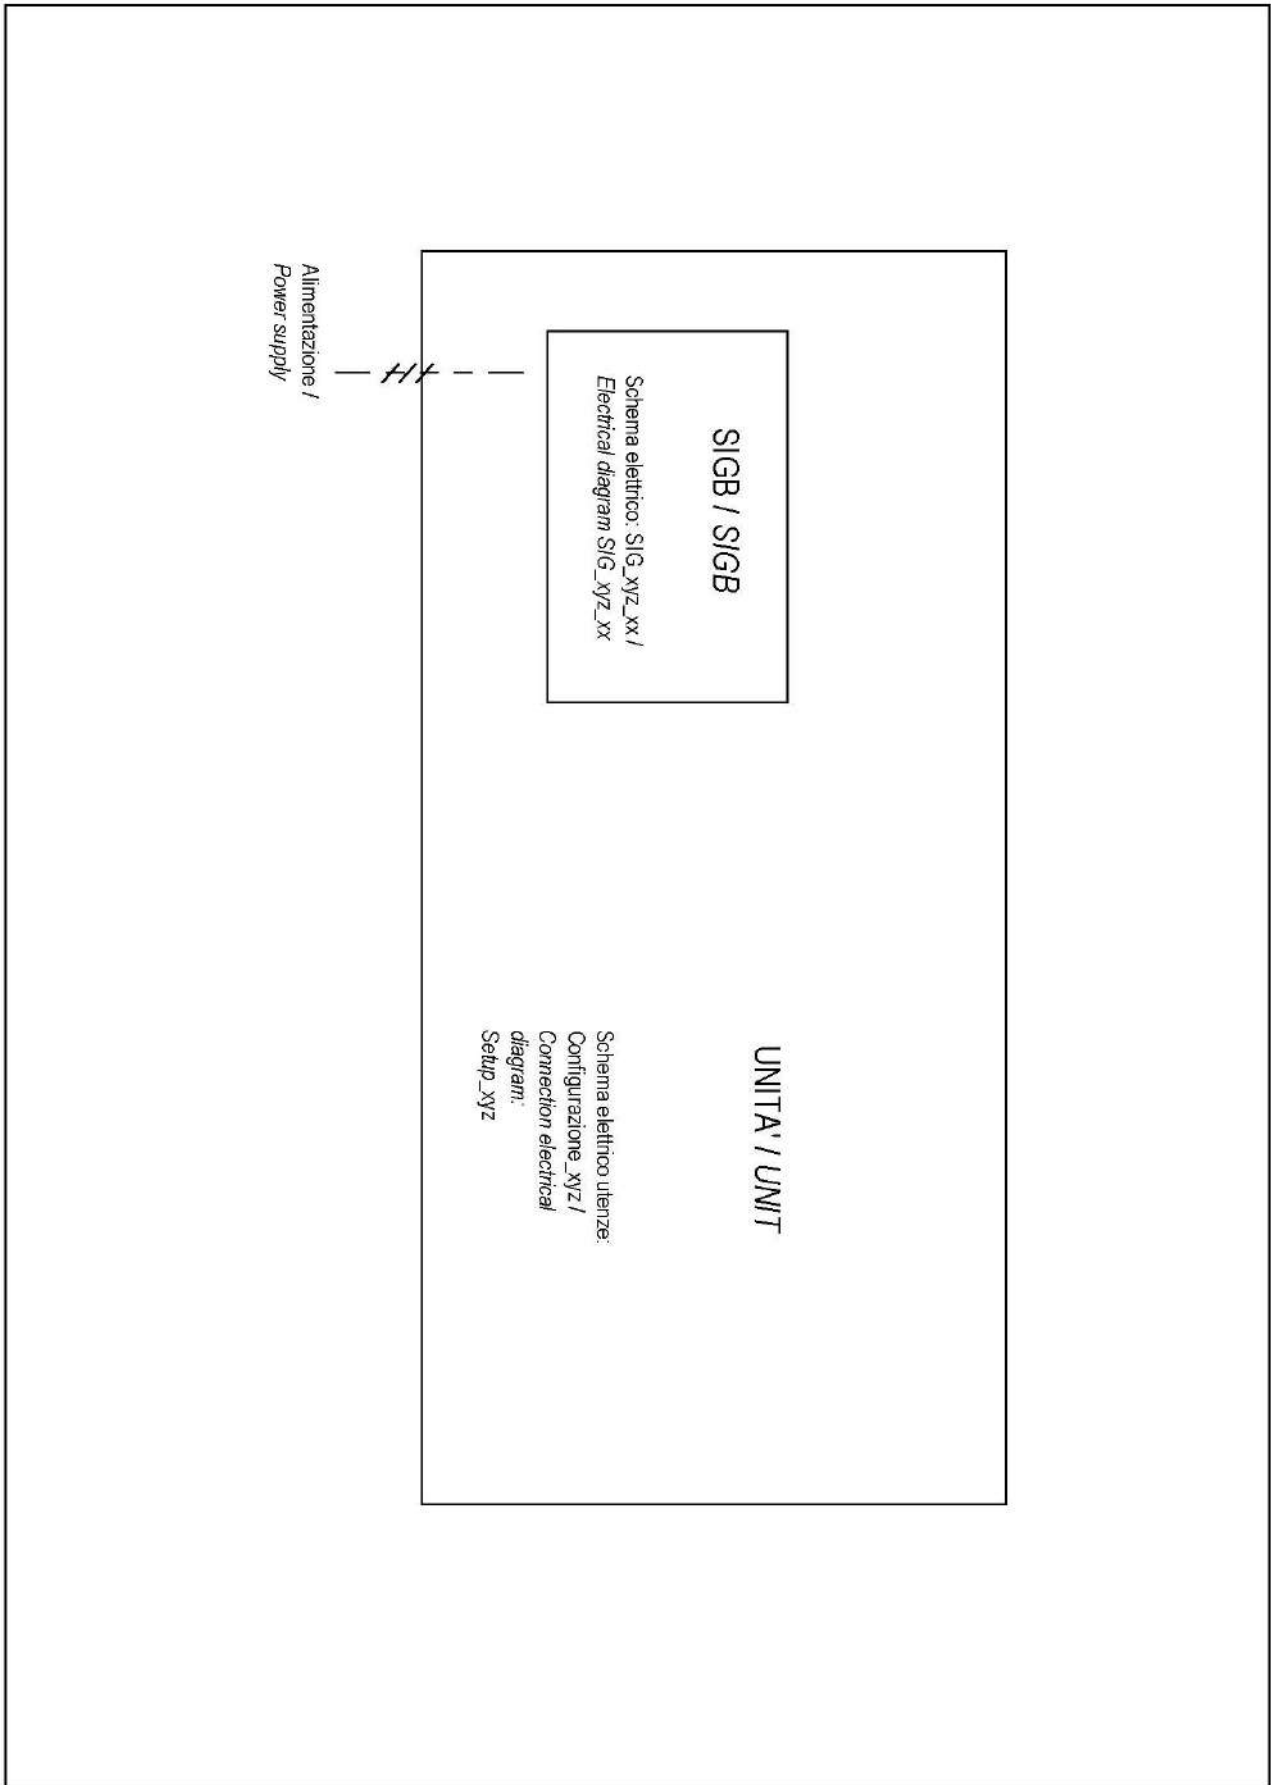 SIGB / SIGB
Schema elettrico: SIG_xyz_xx /
Electrical diagram SIG_xyz_xx
UNITA' / UNIT
Schema elettrico utenze:
Configurazione_xyz /
Connection electrical
diagram:
Setup_xyz
Alimentazione /
Power supply